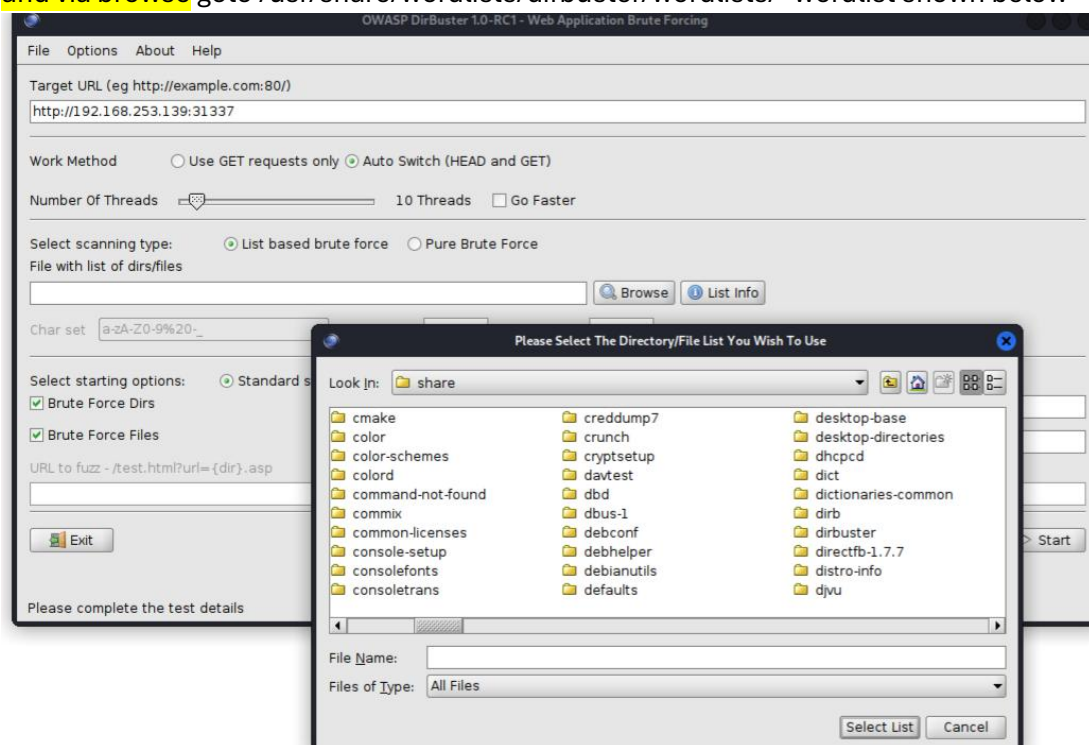 and via browse goto /usr/share/wordlists/dirbuster/wordlists/ - wordlist shown below
OWASP DirBuster 1.0-RC1 - Web Application Brute Forcing
File Options About Help
Target URL (eg http://example.com:80/)
http://192.168.253.139:31337
Work Method Use GET requests only Auto Switch (HEAD and GET)
Number Of Threads 10 Threads Go Faster
Select scanning type: List based brute force Pure Brute Force
File with list of dirs/files
Browse List Info
Char set a-zA-Z0-9%20-_
Please Select The Directory/File List You Wish To Use
Select starting options: Standard s
Look In: share
Brute Force Dirs
Brute Force Files
URL to fuzz - /test.html?url={dir}.asp
cmake creddump7 desktop-base
color crunch desktop-directories
color-schemes cryptsetup dhcpcd
colord davtest dict
command-not-found dbd dictionaries-common
commix dbus-1 dirb
common-licenses debconf dirbuster
console-setup debhelper directfb-1.7.7
consolefonts debianutils distro-info
consoletrans defaults djvu
Exit
Start
Please complete the test details
File Name:
Files of Type: All Files
Select List Cancel